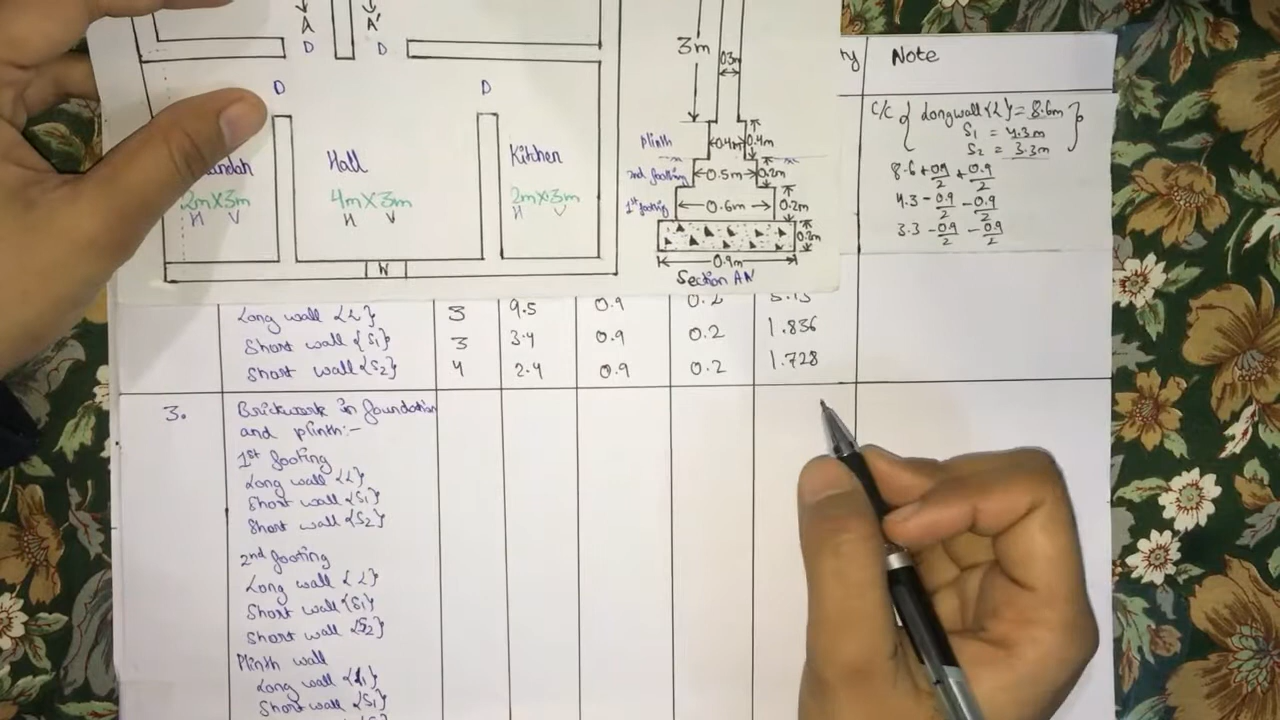 A A'
D D
D D
Hall
4m X 3m
H V
2m X 3m
H V
Kitchen
2m X 3m
H V
W
3m
0.3m
Plinth
0.4m 0.4m
2nd footing
0.5m 0.2m
1st footing
0.6m 0.2m
0.2m
0.9m
Section AA'
Note
C/C { Long wall {L} = 8.6m }
S1 = 4.3m
S2 = 3.3m
8.6 + 0.9/2 + 0.9/2
4.3 - 0.9/2 - 0.9/2
3.3 - 0.9/2 - 0.9/2
Long wall {L} 3 9.5 0.9 0.2
Short wall {S1} 3 3.4 0.9 0.2 1.836
Short wall {S2} 4 2.4 0.9 0.2 1.728
3. Brickwork in foundation
and plinth:-
1st footing
Long wall {L}
Short wall {S1}
Short wall {S2}
2nd footing
Long wall {L}
Short wall {S1}
Short wall {S2}
Plinth wall
Long wall
Short wall {S1}